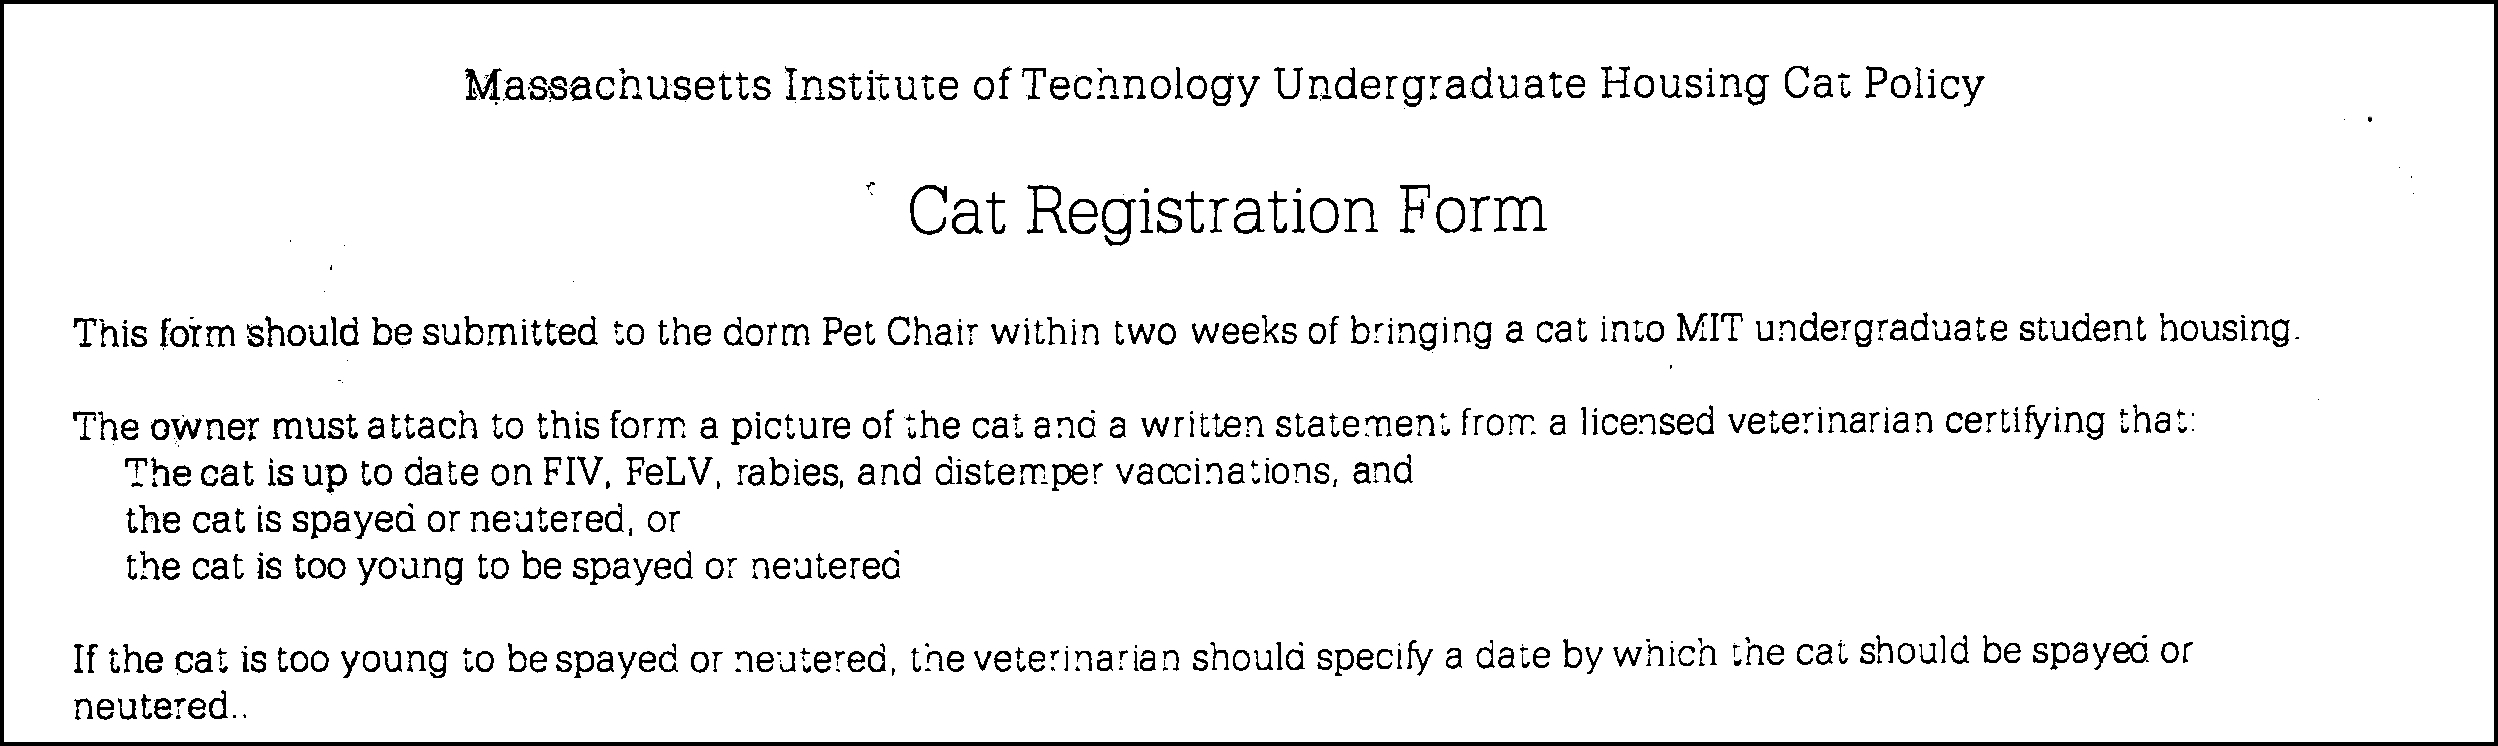 Massachusetts Institute of Technology Undergraduate Housing Cat Policy
Cat Registration Form
This form should be submitted to the dorm Pet Chair within two weeks of bringing a cat into MIT undergraduate student housing.
The owner must attach to this form a picture of the cat and a written statement from a licensed veterinarian certifying that:
The cat is up to date on FIV, FeLV, rabies, and distemper vaccinations, and
the cat is spayed or neutered, or
the cat is too young to be spayed or neutered
If the cat is too young to be spayed or neutered, the veterinarian should specify a date by which the cat should be spayed or
neutered..